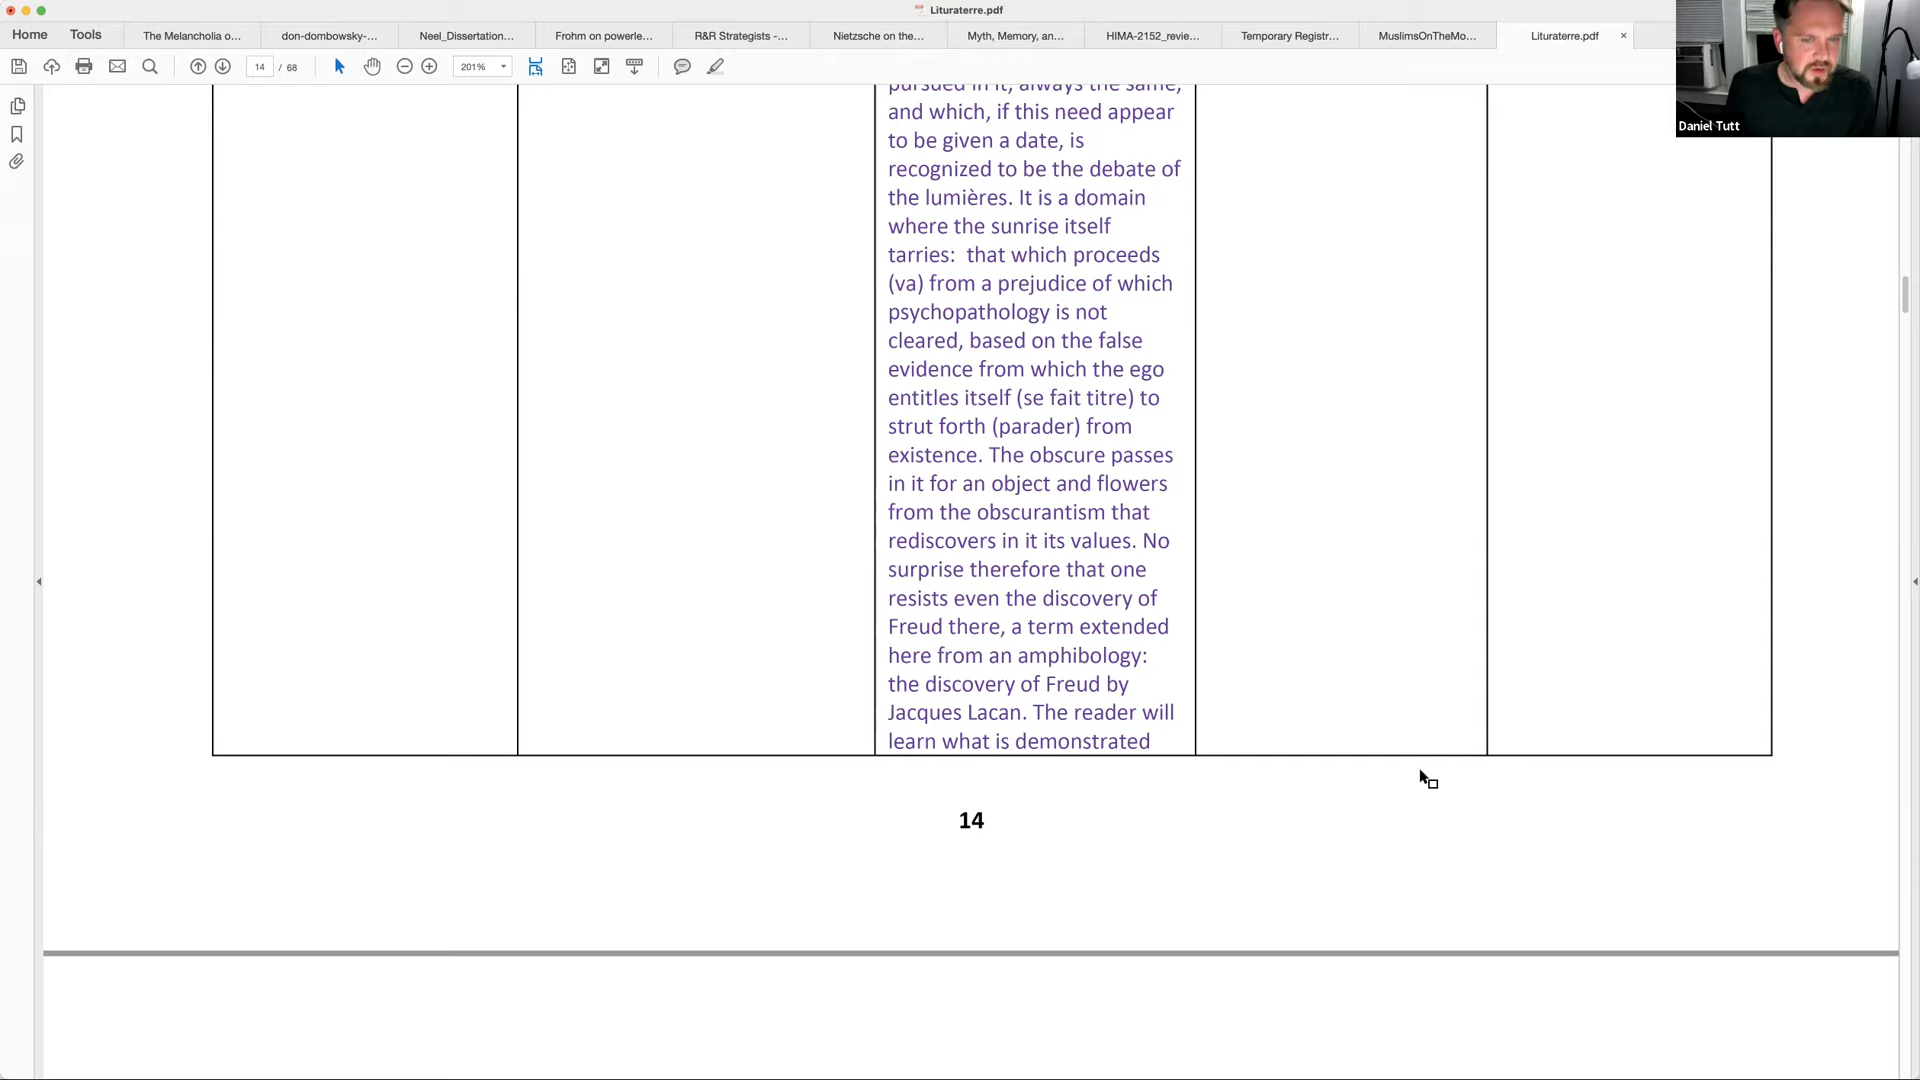 Lituraterre.pdf
Home
Tools
The Melancholia o...
don-dombowsky-...
Neel_Dissertation...
Frohm on powerle...
R&R Strategists -...
Nietzsche on the...
Myth, Memory, an...
HIMA-2152_revie...
Temporary Registr...
MuslimsOnTheMo...
Lituraterre.pdf
14 / 68
201%
Daniel Tutt
pursued in it, always the same,
and which, if this need appear
to be given a date, is
recognized to be the debate of
the lumières. It is a domain
where the sunrise itself
tarries:  that which proceeds
(va) from a prejudice of which
psychopathology is not
cleared, based on the false
evidence from which the ego
entitles itself (se fait titre) to
strut forth (parader) from
existence. The obscure passes
in it for an object and flowers
from the obscurantism that
rediscovers in it its values. No
surprise therefore that one
resists even the discovery of
Freud there, a term extended
here from an amphibology:
the discovery of Freud by
Jacques Lacan. The reader will
learn what is demonstrated
14